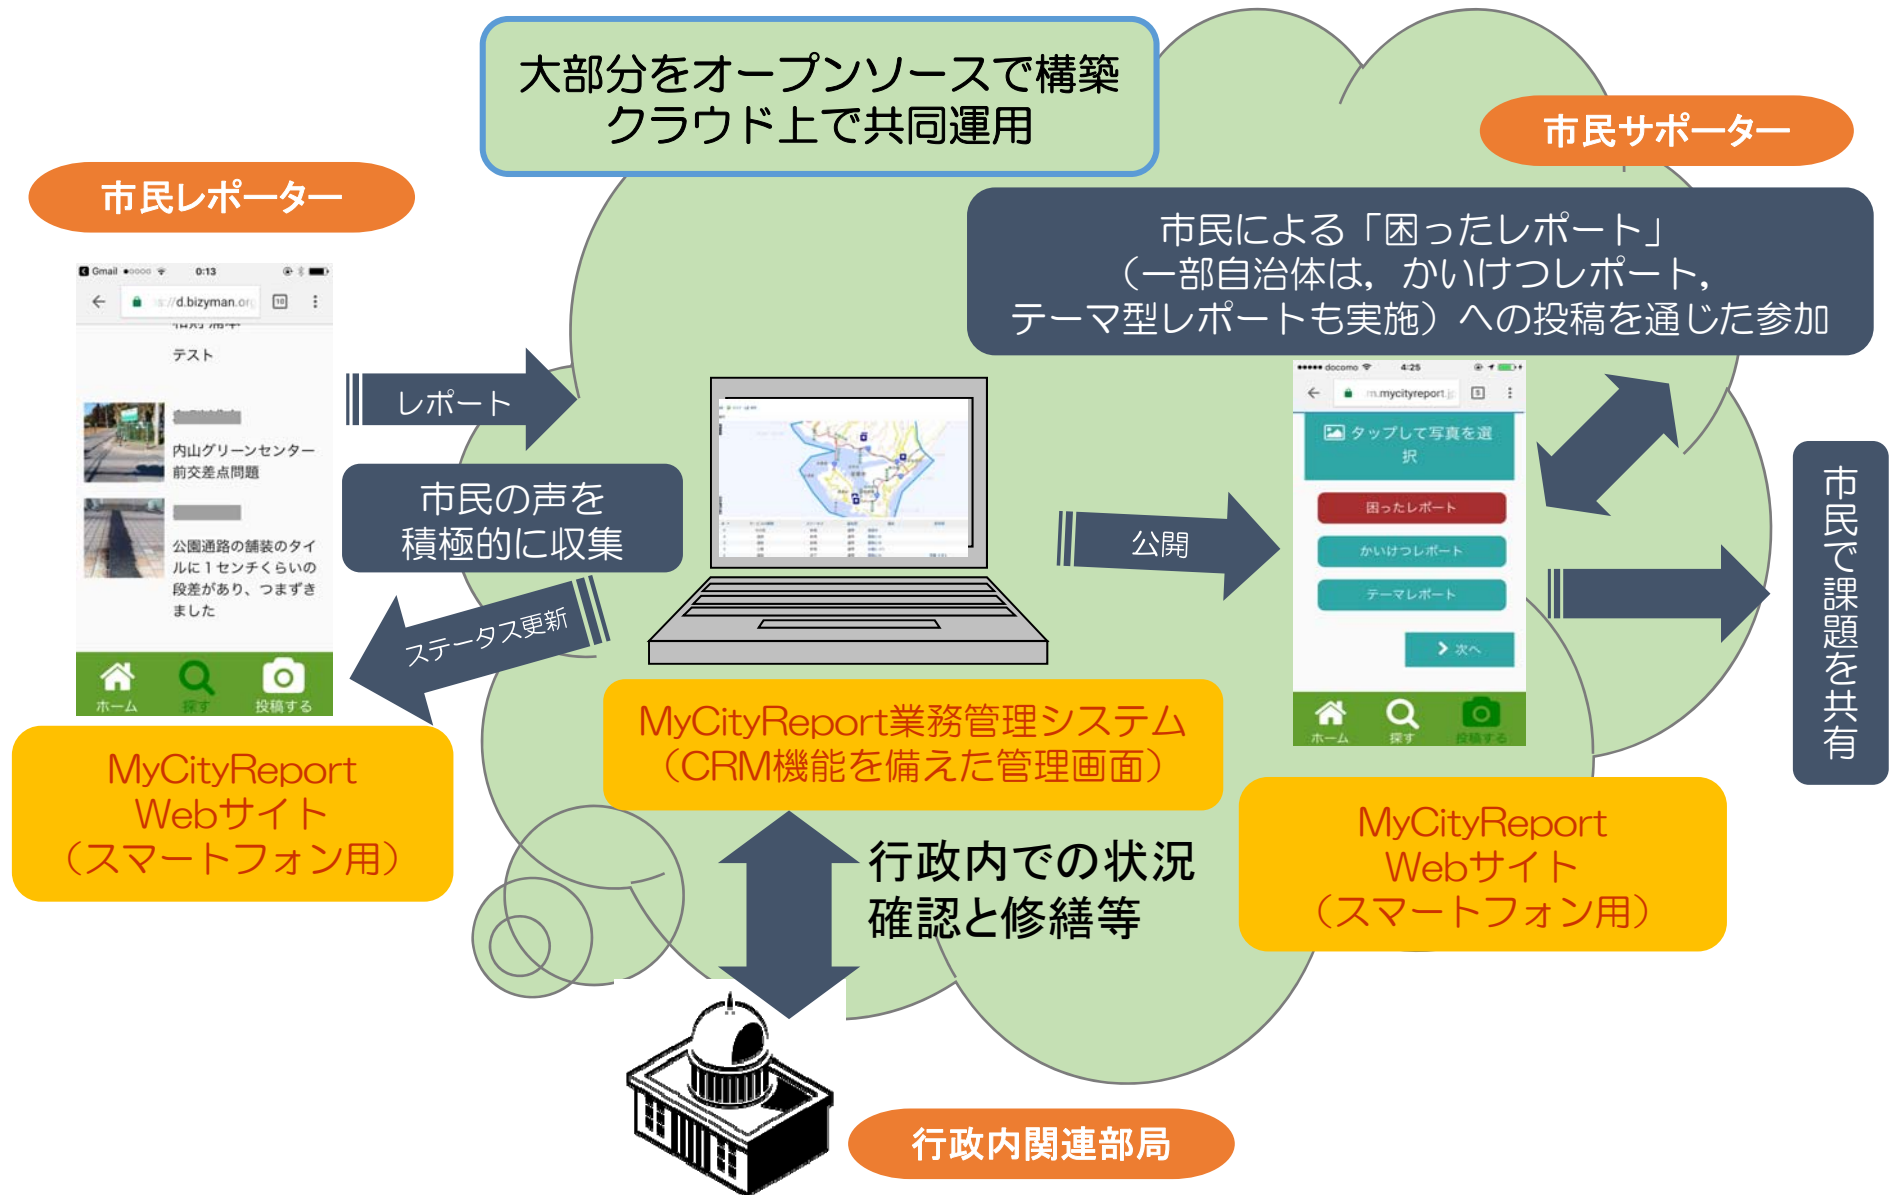 大部分をオープンソースで構築
クラウド上で共同運用
市民サポーター
市民レポーター
市民による「困ったレポート」
（一部自治体は，かいけつレポート，
テーマ型レポートも実施）への投稿を通じた参加
Gmail
0:13
d.bizyman.org
10
テスト
内山グリーンセンター
前交差点問題
公園通路の舗装のタイ
ルに１センチくらいの
段差があり、つまずき
ました
ホーム
探す
投稿する
レポート
市民の声を
積極的に収集
ステータス更新
MyCityReport
Webサイト
（スマートフォン用）
MyCityReport業務管理システム
（CRM機能を備えた管理画面）
公開
docomo
4:25
m.mycityreport.j
5
タップして写真を選
択
困ったレポート
かいけつレポート
テーマレポート
次へ
ホーム
探す
投稿する
市民で課題を共有
MyCityReport
Webサイト
（スマートフォン用）
行政内での状況
確認と修繕等
行政内関連部局